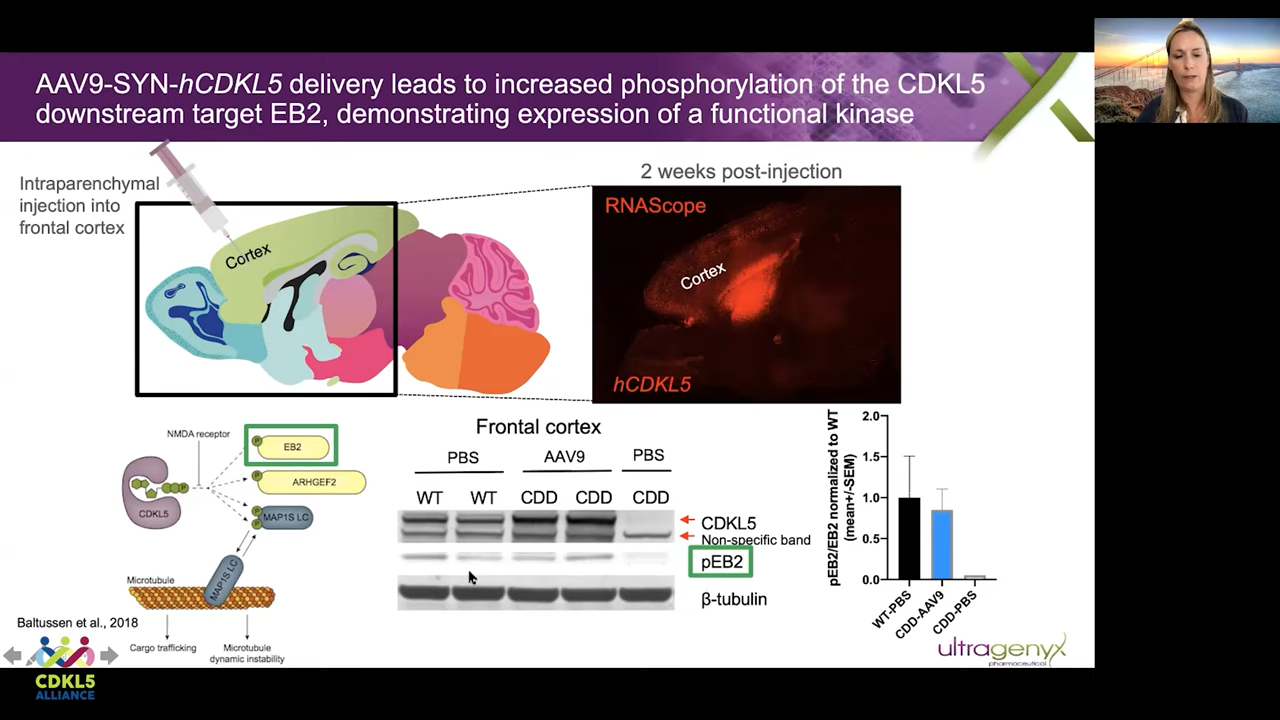 AAV9-SYN-hCDKL5 delivery leads to increased phosphorylation of the CDKL5
downstream target EB2, demonstrating expression of a functional kinase
Intraparenchymal
injection into
frontal cortex
Cortex
2 weeks post-injection
RNAScope
Cortex
hCDKL5
NMDA receptor
P
EB2
P
ARHGEF2
P
CDKL5
P
P
MAP1S LC
MAP1S LC
Microtubule
Cargo trafficking
Microtubule
dynamic instability
Baltussen et al., 2018
Frontal cortex
PBS
AAV9
PBS
WT
WT
CDD
CDD
CDD
CDKL5
Non-specific band
pEB2
β-tubulin
pEB2/EB2 normalized to WT
(mean+/-SEM)
2.0
1.5
1.0
0.5
0.0
WT-PBS
CDD-AAV9
CDD-PBS
ultragenyx
pharmaceutical
CDKL5
ALLIANCE